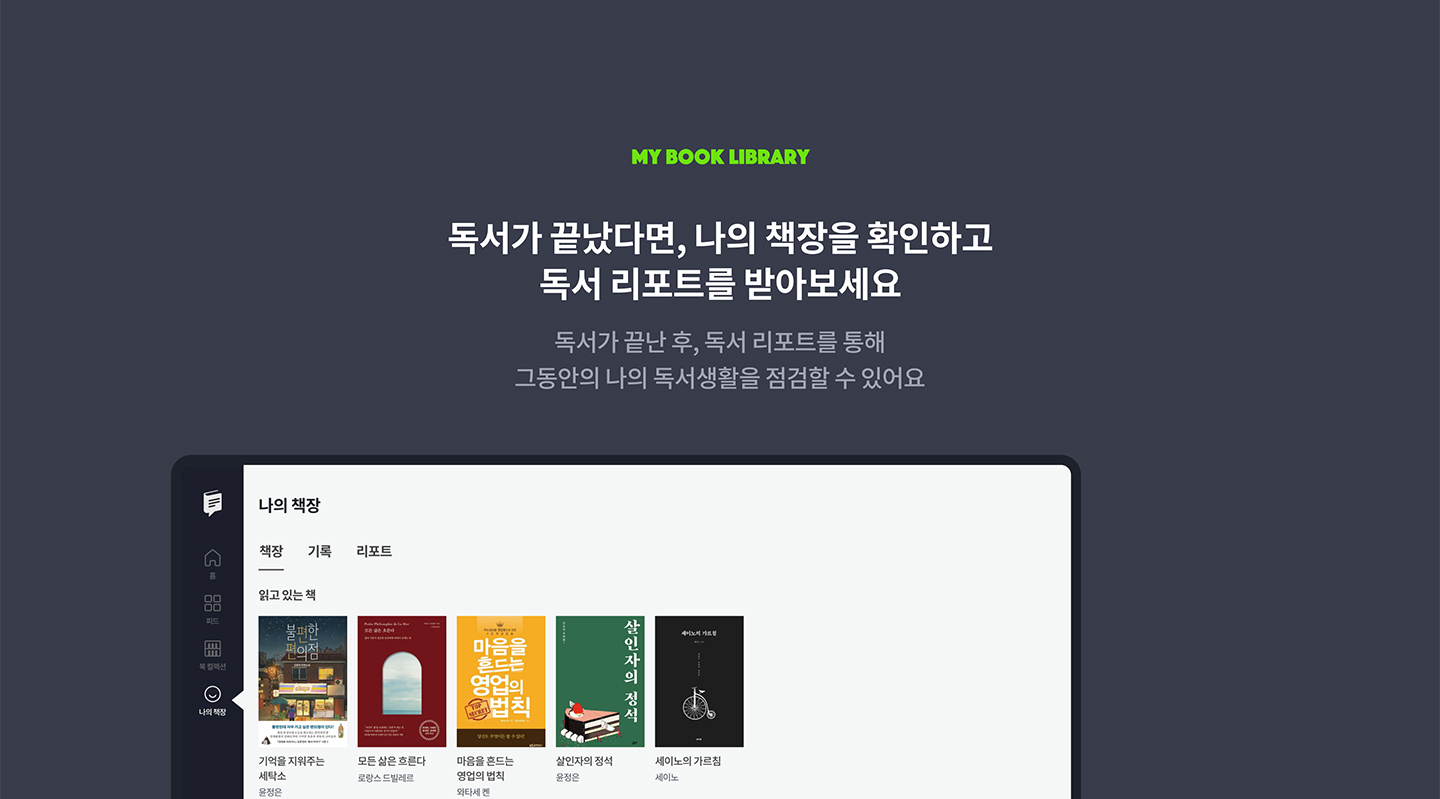 MY BOOK LIBRARY
독서가 끝났다면, 나의 책장을 확인하고
독서 리포트를 받아보세요
독서가 끝난 후, 독서 리포트를 통해
그동안의 나의 독서생활을 점검할 수 있어요
나의 책장
책장 기록 리포트
읽고 있는 책
홈
피드
북 컬렉션
나의 책장
불편한
편의점
Petite Philosophie de La Mer
모든 삶은 흐른다
마음을
흔드는
영업의
법칙
TOP SECRET
살인자의 정석
세이노의 가르침
기억을 지워주는
세탁소
윤정은
모든 삶은 흐른다
로랑스 드빌레르
마음을 흔드는
영업의 법칙
와타세 켄
살인자의 정석
윤정은
세이노의 가르침
세이노